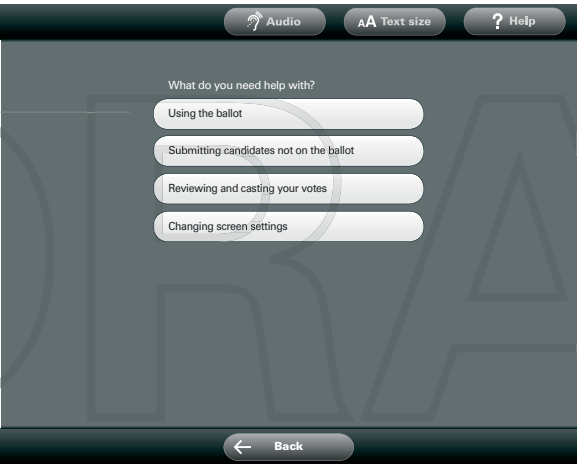 Audio
AA Text size
? Help
What do you need help with?
Using the ballot
Submitting candidates not on the ballot
Reviewing and casting your votes
Changing screen settings
Back